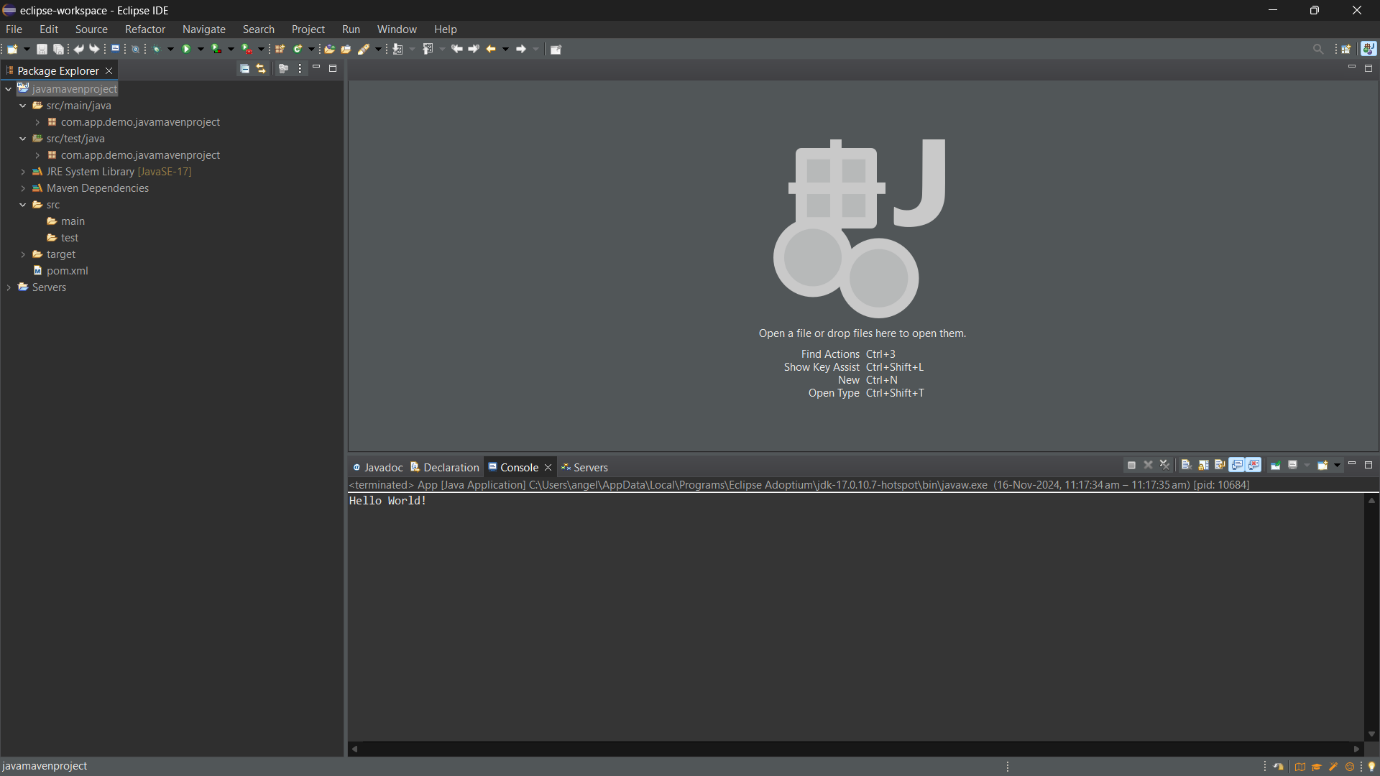 eclipse-workspace - Eclipse IDE
File Edit Source Refactor Navigate Search Project Run Window Help
Package Explorer
javamavenproject
src/main/java
com.app.demo.javamavenproject
src/test/java
com.app.demo.javamavenproject
JRE System Library [JavaSE-17]
Maven Dependencies
src
main
test
target
pom.xml
Servers
J
Open a file or drop files here to open them.
Find Actions Ctrl+3
Show Key Assist Ctrl+Shift+L
New Ctrl+N
Open Type Ctrl+Shift+T
Javadoc Declaration Console Servers
<terminated> App [Java Application] C:\Users\angel\AppData\Local\Programs\Eclipse Adoptium\jdk-17.0.10.7-hotspot\bin\javaw.exe (16-Nov-2024, 11:17:34 am – 11:17:35 am) [pid: 10684]
Hello World!
javamavenproject